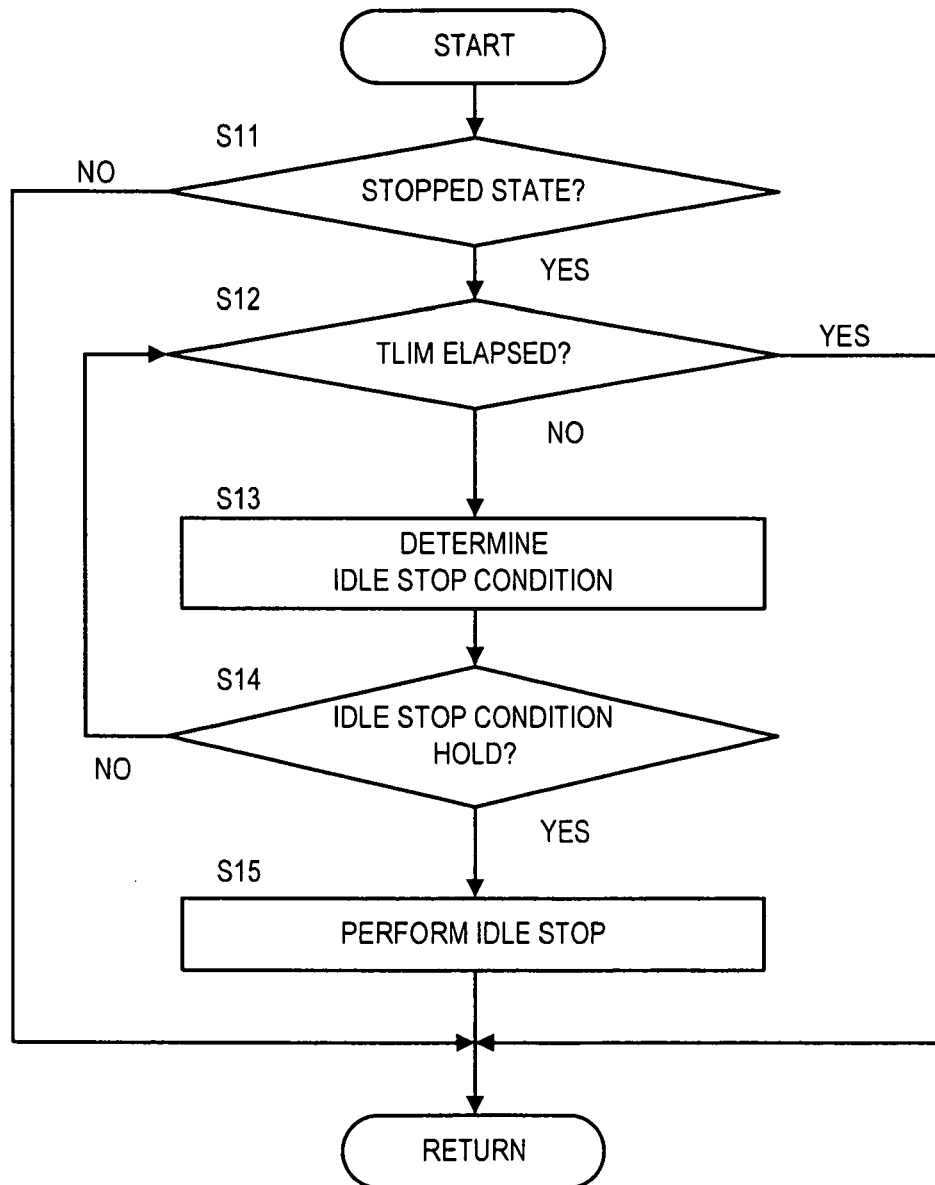 START
S11
NO
STOPPED STATE?
YES
S12
YES
TLIM ELAPSED?
NO
S13
DETERMINE
IDLE STOP CONDITION
S14
IDLE STOP CONDITION
HOLD?
NO
YES
S15
PERFORM IDLE STOP
RETURN